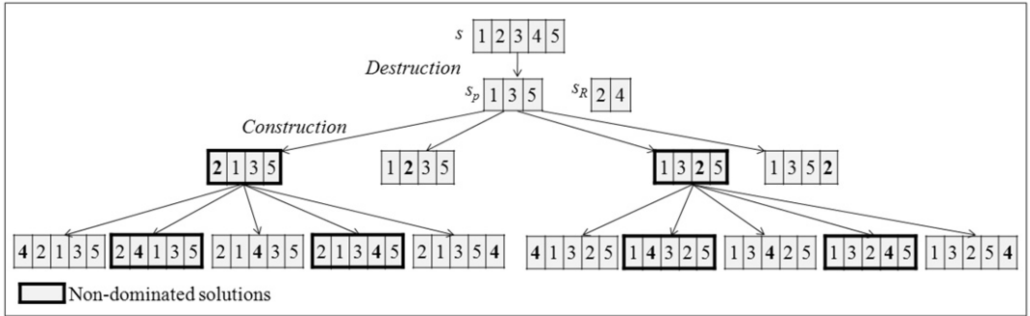 s 1 2 3 4 5
Destruction
sp 1 3 5 sR 2 4
Construction
2 1 3 5 1 2 3 5 1 3 2 5 1 3 5 2
4 2 1 3 5 2 4 1 3 5 2 1 4 3 5 2 1 3 4 5 2 1 3 5 4 4 1 3 2 5 1 4 3 2 5 1 3 4 2 5 1 3 2 4 5 1 3 2 5 4
Non-dominated solutions